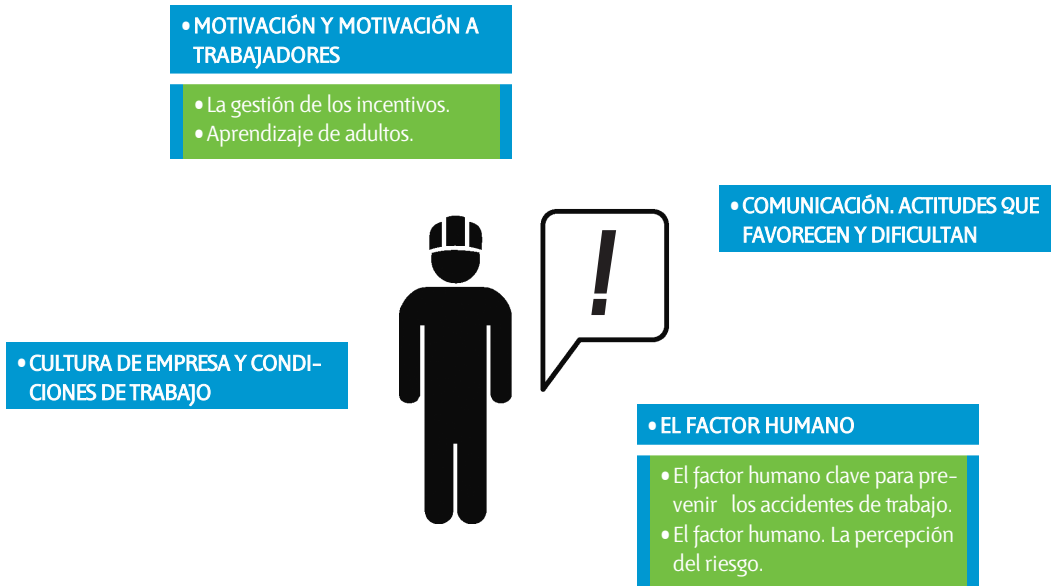 • MOTIVACIÓN Y MOTIVACIÓN A
TRABAJADORES
• La gestión de los incentivos.
• Aprendizaje de adultos.
• COMUNICACIÓN. ACTITUDES QUE
FAVORECEN Y DIFICULTAN
!
• CULTURA DE EMPRESA Y CONDI-
CIONES DE TRABAJO
• EL FACTOR HUMANO
• El factor humano clave para pre-
venir los accidentes de trabajo.
• El factor humano. La percepción
del riesgo.